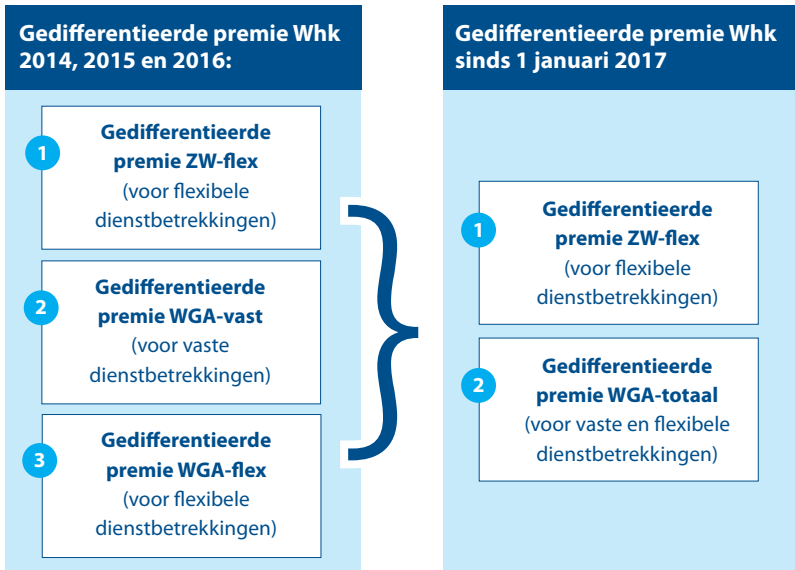 Gedifferentieerde premie Whk
2014, 2015 en 2016:
1
Gedifferentieerde
premie ZW-flex
(voor flexibele
dienstbetrekkingen)
2
Gedifferentieerde
premie WGA-vast
(voor vaste
dienstbetrekkingen)
3
Gedifferentieerde
premie WGA-flex
(voor flexibele
dienstbetrekkingen)
}
Gedifferentieerde premie Whk
sinds 1 januari 2017
1
Gedifferentieerde
premie ZW-flex
(voor flexibele
dienstbetrekkingen)
2
Gedifferentieerde
premie WGA-totaal
(voor vaste en flexibele
dienstbetrekkingen)